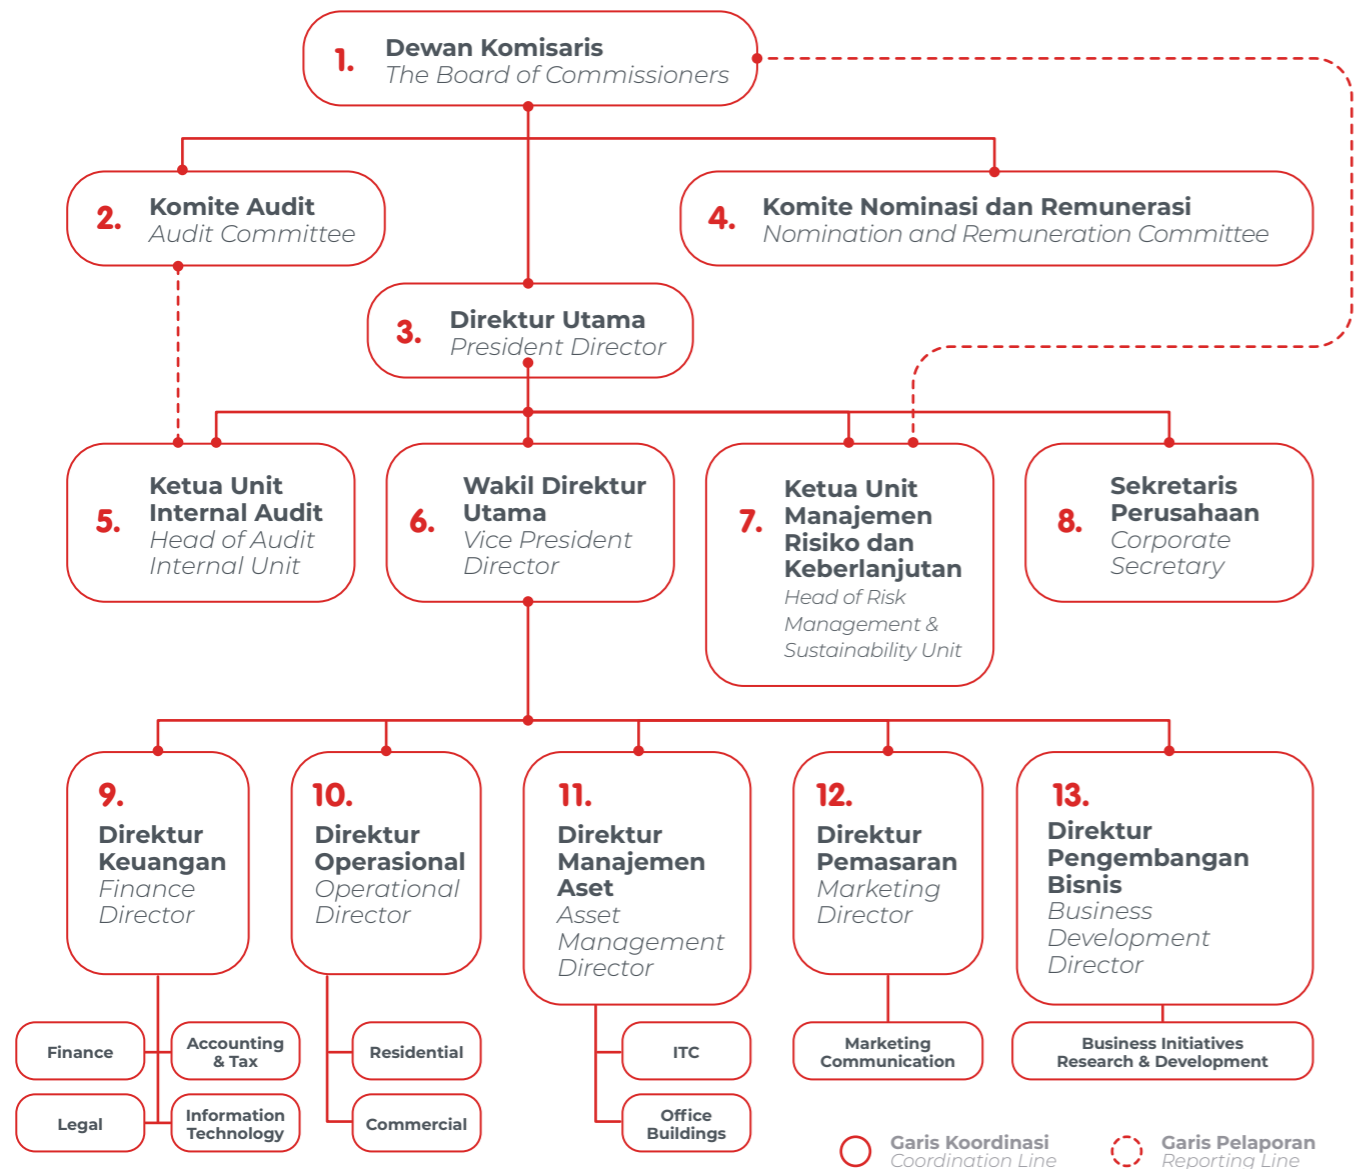 1.
Dewan Komisaris
The Board of Commissioners
2.
Komite Audit
Audit Committee
4.
Komite Nominasi dan Remunerasi
Nomination and Remuneration Committee
3.
Direktur Utama
President Director
5.
Ketua Unit
Internal Audit
Head of Audit
Internal Unit
6.
Wakil Direktur
Utama
Vice President
Director
7.
Ketua Unit
Manajemen
Risiko dan
Keberlanjutan
Head of Risk
Management &
Sustainability Unit
8.
Sekretaris
Perusahaan
Corporate
Secretary
9.
Direktur
Keuangan
Finance
Director
10.
Direktur
Operasional
Operational
Director
11.
Direktur
Manajemen
Aset
Asset
Management
Director
12.
Direktur
Pemasaran
Marketing
Director
13.
Direktur
Pengembangan
Bisnis
Business
Development
Director
Finance
Accounting
& Tax
Legal
Information
Technology
Residential
Commercial
ITC
Office
Buildings
Marketing
Communication
Business Initiatives
Research & Development
Garis Koordinasi
Coordination Line
Garis Pelaporan
Reporting Line